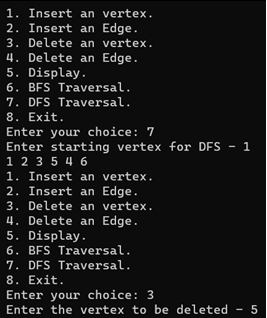 1. Insert an vertex.
2. Insert an Edge.
3. Delete an vertex.
4. Delete an Edge.
5. Display.
6. BFS Traversal.
7. DFS Traversal.
8. Exit.
Enter your choice: 7
Enter starting vertex for DFS - 1
1 2 3 5 4 6
1. Insert an vertex.
2. Insert an Edge.
3. Delete an vertex.
4. Delete an Edge.
5. Display.
6. BFS Traversal.
7. DFS Traversal.
8. Exit.
Enter your choice: 3
Enter the vertex to be deleted - 5